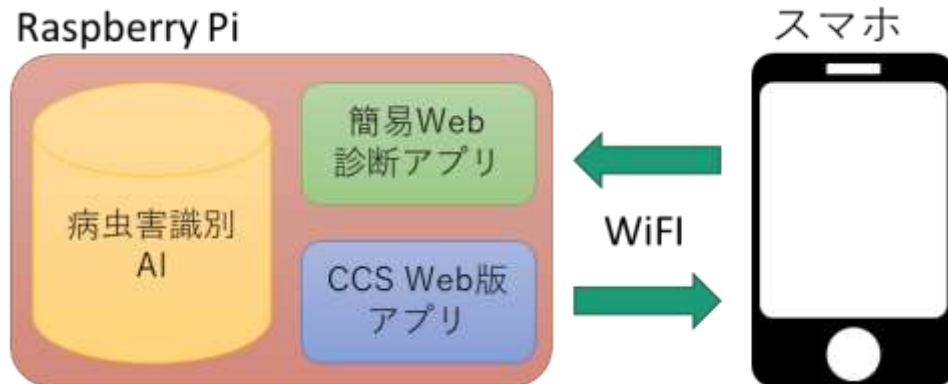 Raspberry Pi
スマホ
病虫害識別
AI
簡易Web
診断アプリ
CCS Web版
アプリ
WiFI